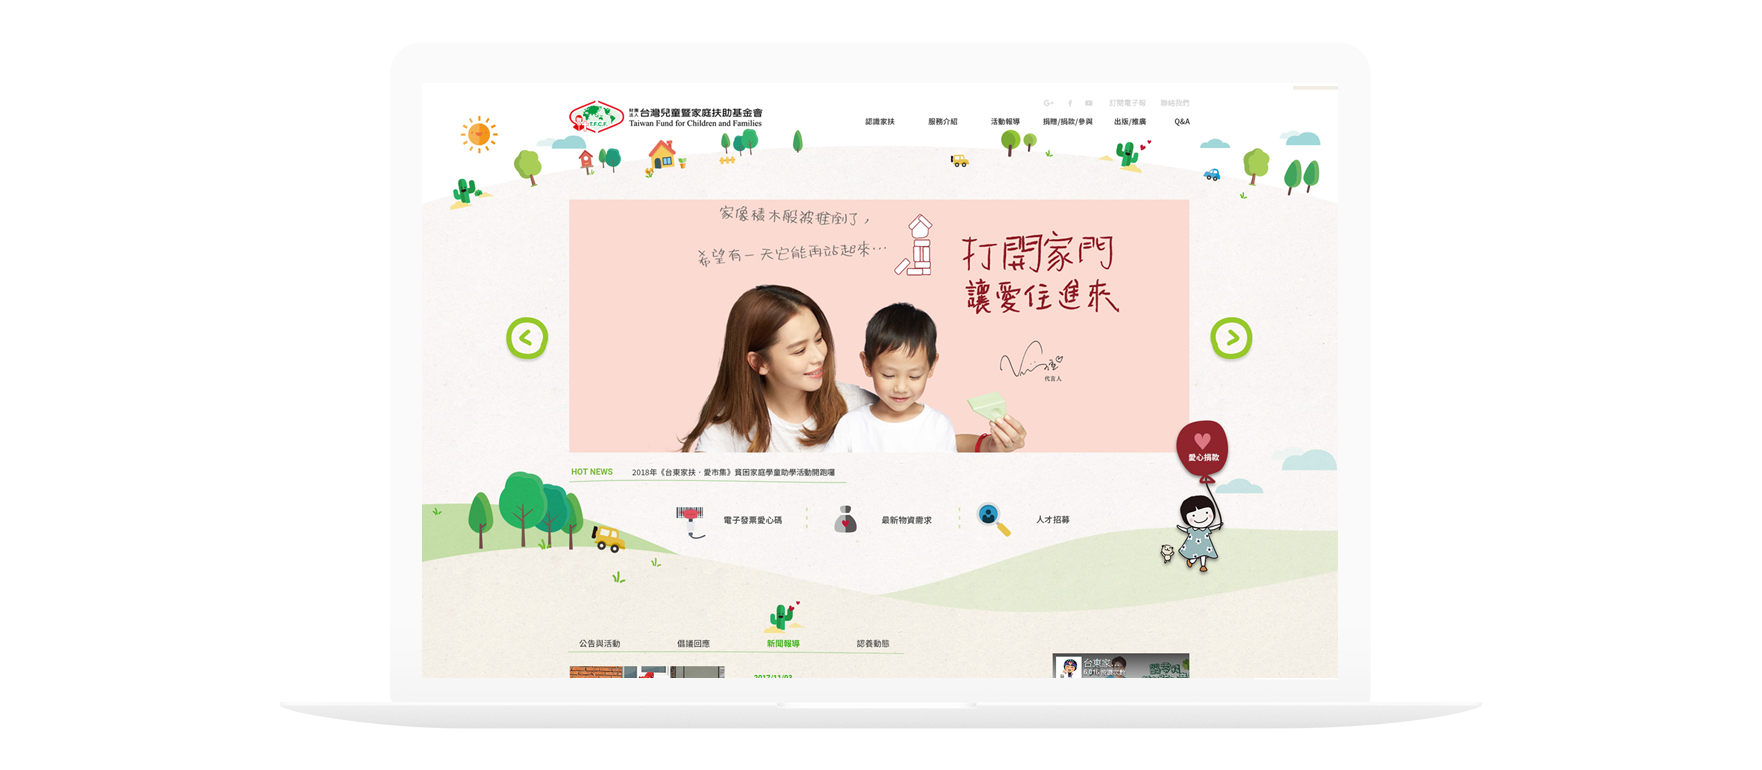 T.F.C.F.
財團法人
台灣兒童暨家庭扶助基金會
Taiwan Fund for Children and Families
G+
訂閱電子報
聯絡我們
認識家扶
服務介紹
活動報導
捐贈/捐款/參與
出版/推廣
Q&A
家像積木般被推倒了，
希望有一天它能再站起來…
打開家門
讓愛住進來
代言人
HOT NEWS
2018年《台東家扶．愛市集》貧困家庭學童助學活動開跑囉
愛心捐款
電子發票愛心碼
最新物資需求
人才招募
公告與活動
倡議回應
新聞報導
認養動態
2017/11/03
台東家...